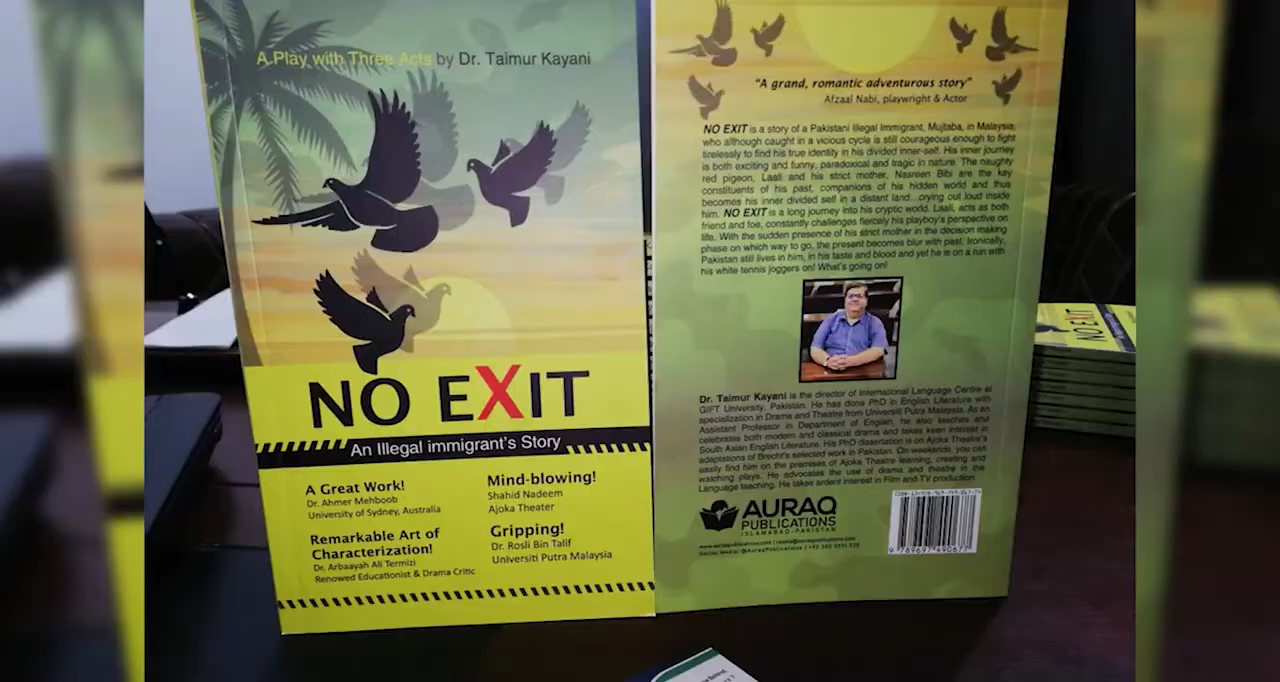 A Play with Three Acts by Dr. Taimur Kayani
NO EXIT
An Illegal immigrant's Story
A Great Work!
Dr. Ahmer Mehboob
University of Sydney, Australia
Mind-blowing!
Shahid Nadeem
Ajoka Theater
Remarkable Art of
Characterization!
Dr. Arbaayah Ali Termizi
Renowed Educationist & Drama Critic
Gripping!
Dr. Rosli Bin Talif
Universiti Putra Malaysia
"A grand, romantic adventurous story"
Afzaal Nabi, playwright & Actor
NO EXIT is a story of a Pakistani Illegal Immigrant, Mujtaba, in Malaysia,
who although caught in a vicious cycle is still courageous enough to fight
tirelessly to find his true identity in his divided inner-self. His inner journey
is both exciting and funny, paradoxical and tragic in nature. The naughty
red pigeon, Laali and his strict mother, Nasreen Bibi are the key
constituents of his past, companions of his hidden world and thus
becomes his inner divided self in a distant land...crying out loud inside
him. NO EXIT is a long journey into his cryptic world. Laali, acts as both
friend and foe, constantly challenges fiercely his playboy's perspective on
life. With the sudden presence of his strict mother in the decision making
phase on which way to go, the present becomes blur with past. Ironically,
Pakistan still lives in him, in his taste and blood and yet he is on a run with
his white tennis joggers on! What's going on!
Dr. Taimur Kayani is the director of International Language Centre at
GIFT University, Pakistan. He has done PhD in English Literature with
specialization in Drama and Theatre from Universiti Putra Malaysia. As an
Assistant Professor in Department of English, he also teaches and
celebrates both modern and classical drama and takes keen interest in
South Asian English Literature. His PhD dissertation is on Ajoka Theatre's
adaptations of Brecht's selected work in Pakistan. On weekends, you can
easily find him on the premises of Ajoka Theatre learning, creating and
watching plays. He advocates the use of drama and theatre in the
Language teaching. He takes ardent interest in Film and TV production.
AURAQ
PUBLICATIONS
ISLAMABAD-PAKISTAN
NO EXIT